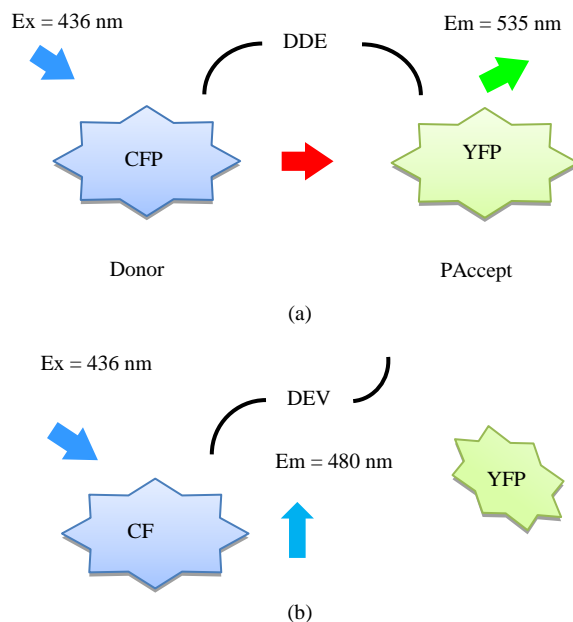 Ex = 436 nm
DDE
Em = 535 nm
CFP
YFP
Donor
PAccept
(a)
Ex = 436 nm
DEV
Em = 480 nm
YFP
CF
(b)